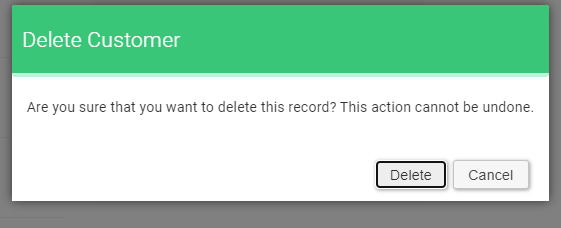 Delete Customer
Are you sure that you want to delete this record? This action cannot be undone.
Delete Cancel